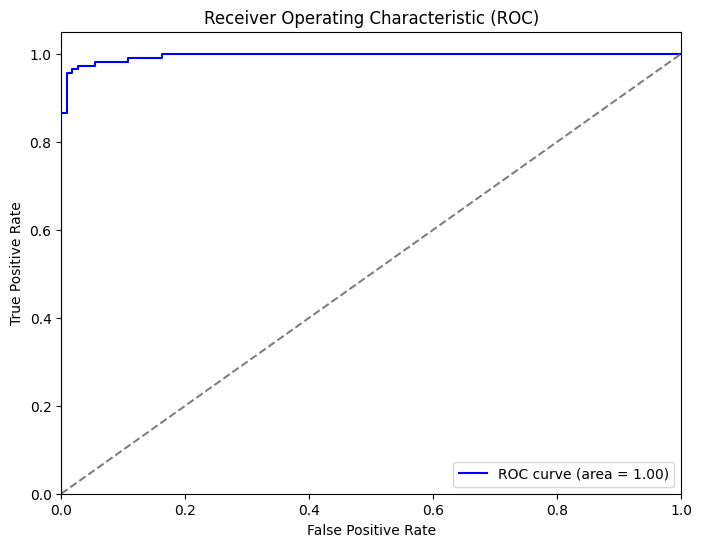 Receiver Operating Characteristic (ROC)
1.0
0.8
0.6
0.4
0.2
0.0
True Positive Rate
ROC curve (area = 1.00)
0.0 0.2 0.4 0.6 0.8 1.0
False Positive Rate